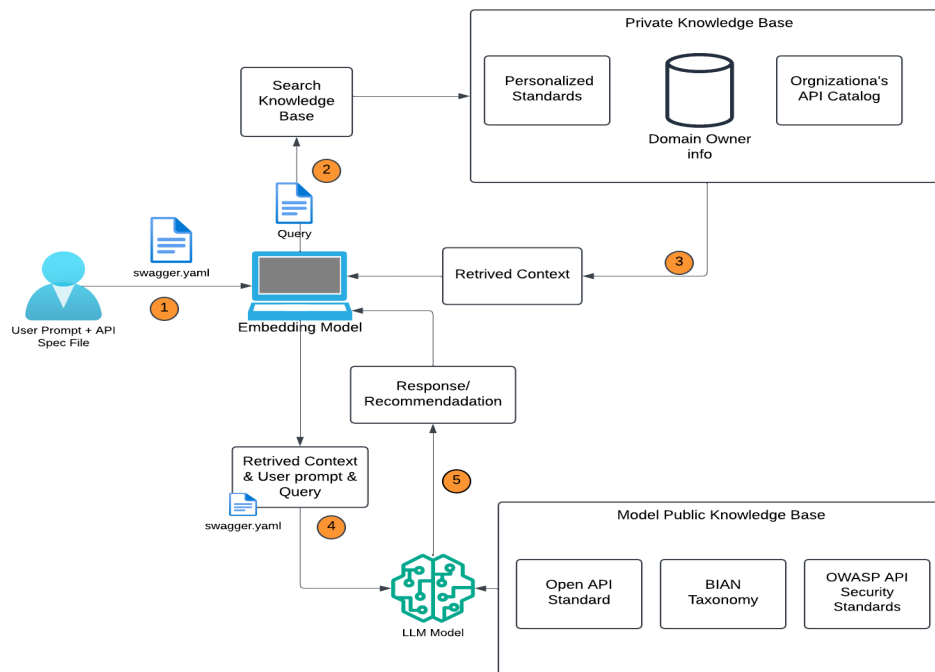 Private Knowledge Base
Personalized
Standards
Domain Owner
info
Orgnizationa's
API Catalog
Search
Knowledge
Base
2
Query
swagger.yaml
1
User Prompt + API
Spec File
Embedding Model
Retrived Context
3
Response/
Recommendadation
Retrived Context
& User prompt &
Query
swagger.yaml
4
5
LLM Model
Model Public Knowledge Base
Open API
Standard
BIAN
Taxonomy
OWASP API
Security
Standards